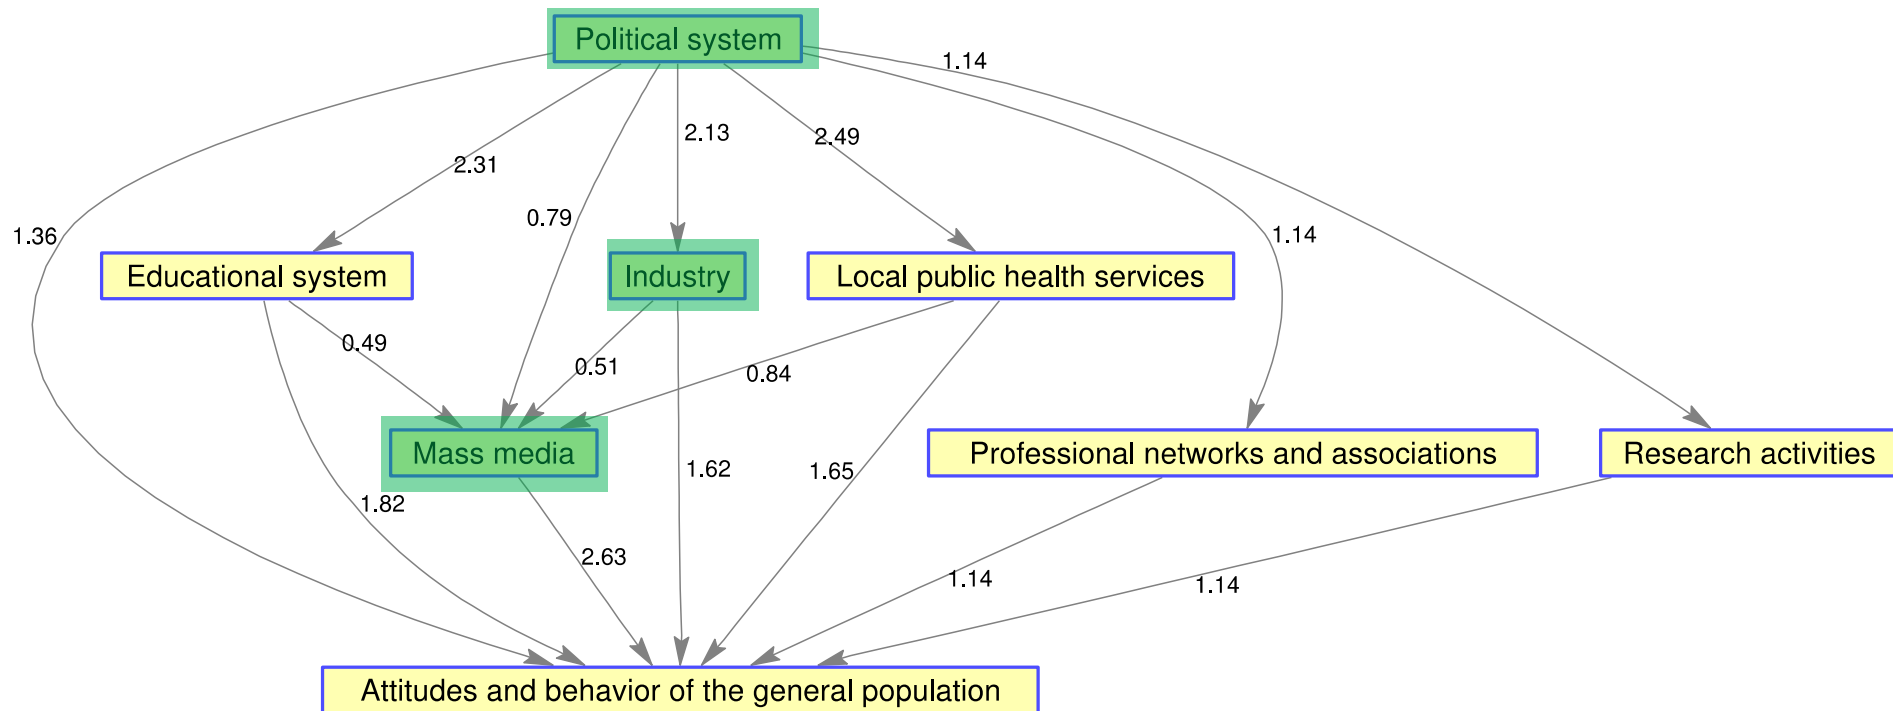 Political system
1.14
2.13
2.49
2.31
0.79
1.36
1.14
Educational system
Industry
Local public health services
0.49
0.51
0.84
Mass media
Professional networks and associations
Research activities
1.62
1.65
1.82
2.63
1.14
1.14
Attitudes and behavior of the general population